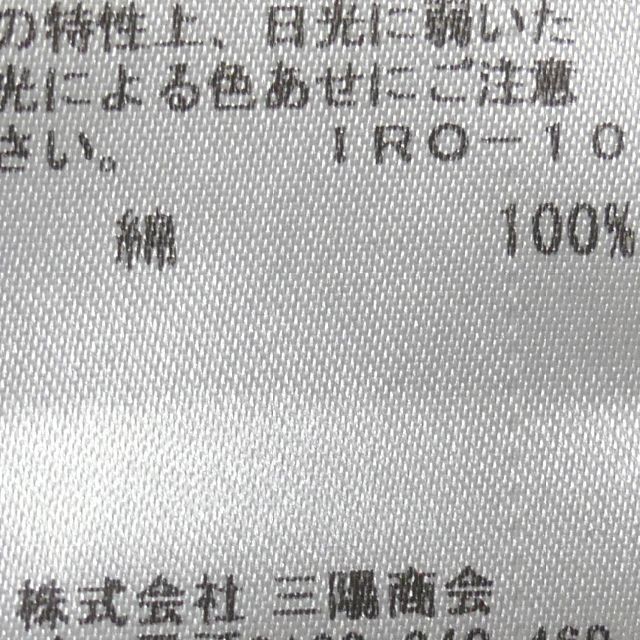 の特性上、日光に弱いた
光による色あせにご注意
さい。 IRO-10
綿 100%
株式会社 三陽商会